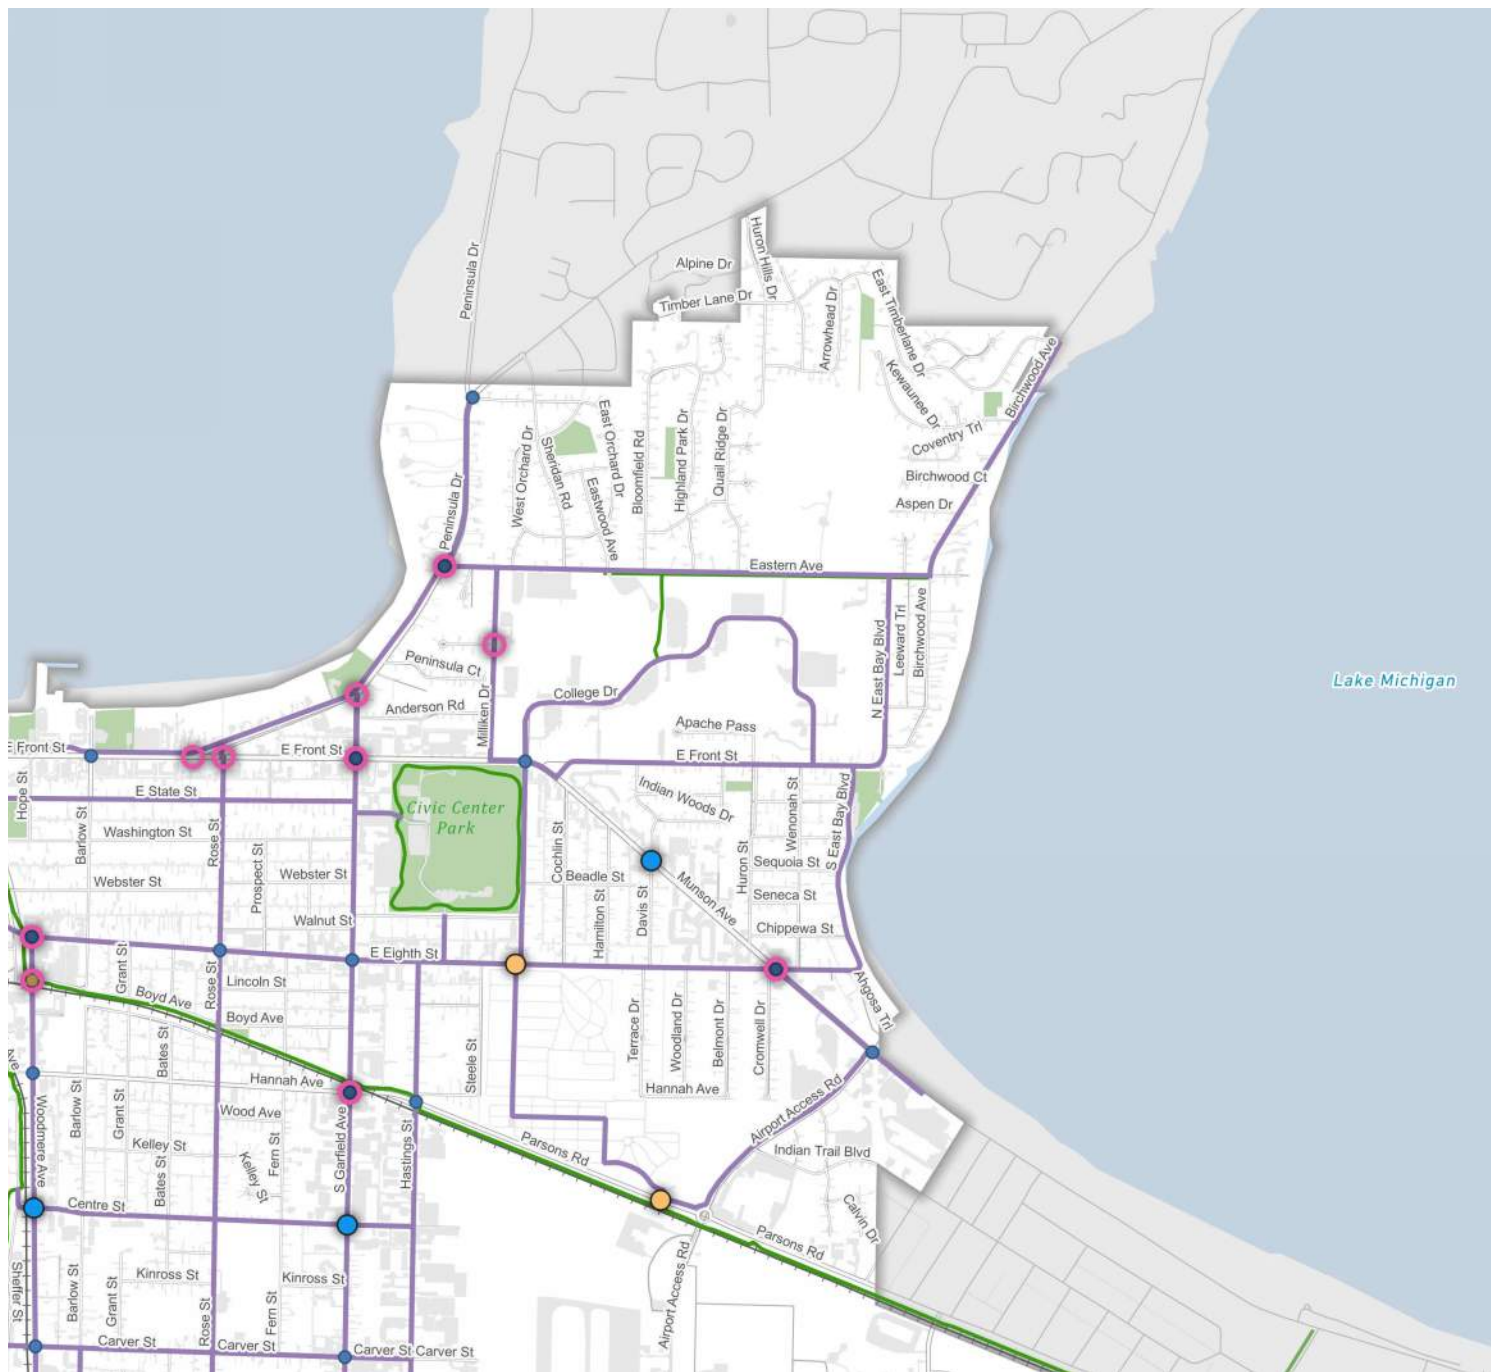 Peninsula Dr
Alpine Dr
Huron Hills Dr
Timber Lane Dr
Arrowhead Dr
East Timberlane Dr
Kewaunee Dr
Birchwood Ave
Coventry Trl
Birchwood Ct
Aspen Dr
Peninsula Dr
West Orchard Dr
Sheridan Rd
East Orchard Dr
Eastwood Ave
Bloomfield Rd
Highland Park Dr
Quail Ridge Dr
Eastern Ave
Peninsula Ct
Milliken Dr
College Dr
Anderson Rd
N East Bay Blvd
Leeward Trl
Birchwood Ave
Lake Michigan
Apache Pass
E Front St
E Front St
E Front St
Hope St
E State St
Barlow St
Washington St
Rose St
Civic Center
Park
Indian Woods Dr
Wenonah St
S East Bay Blvd
Cochlin St
Huron St
Sequoia St
Webster St
Prospect St
Webster St
Beadle St
Munson Ave
Seneca St
Walnut St
Hamilton St
Davis St
Chippewa St
E Eighth St
Grant St
Rose St
Lincoln St
Boyd Ave
Boyd Ave
Ahgosa Trl
Terrace Dr
Woodland Dr
Belmont Dr
Cromwell Dr
Bates St
Steele St
Hannah Ave
Hannah Ave
Ave
Woodmere Ave
Barlow St
Grant St
Wood Ave
Kelley St
Fern St
Kelley St
Bates St
S Garfield Ave
Hastings St
Parsons Rd
Airport Access Rd
Indian Trail Blvd
Calvin Dr
Centre St
Parsons Rd
Airport Access Rd
Sheffer St
Barlow St
Grant St
Kinross St
Rose St
Fern St
Kinross St
Carver St
Carver St
Carver St
Carver St